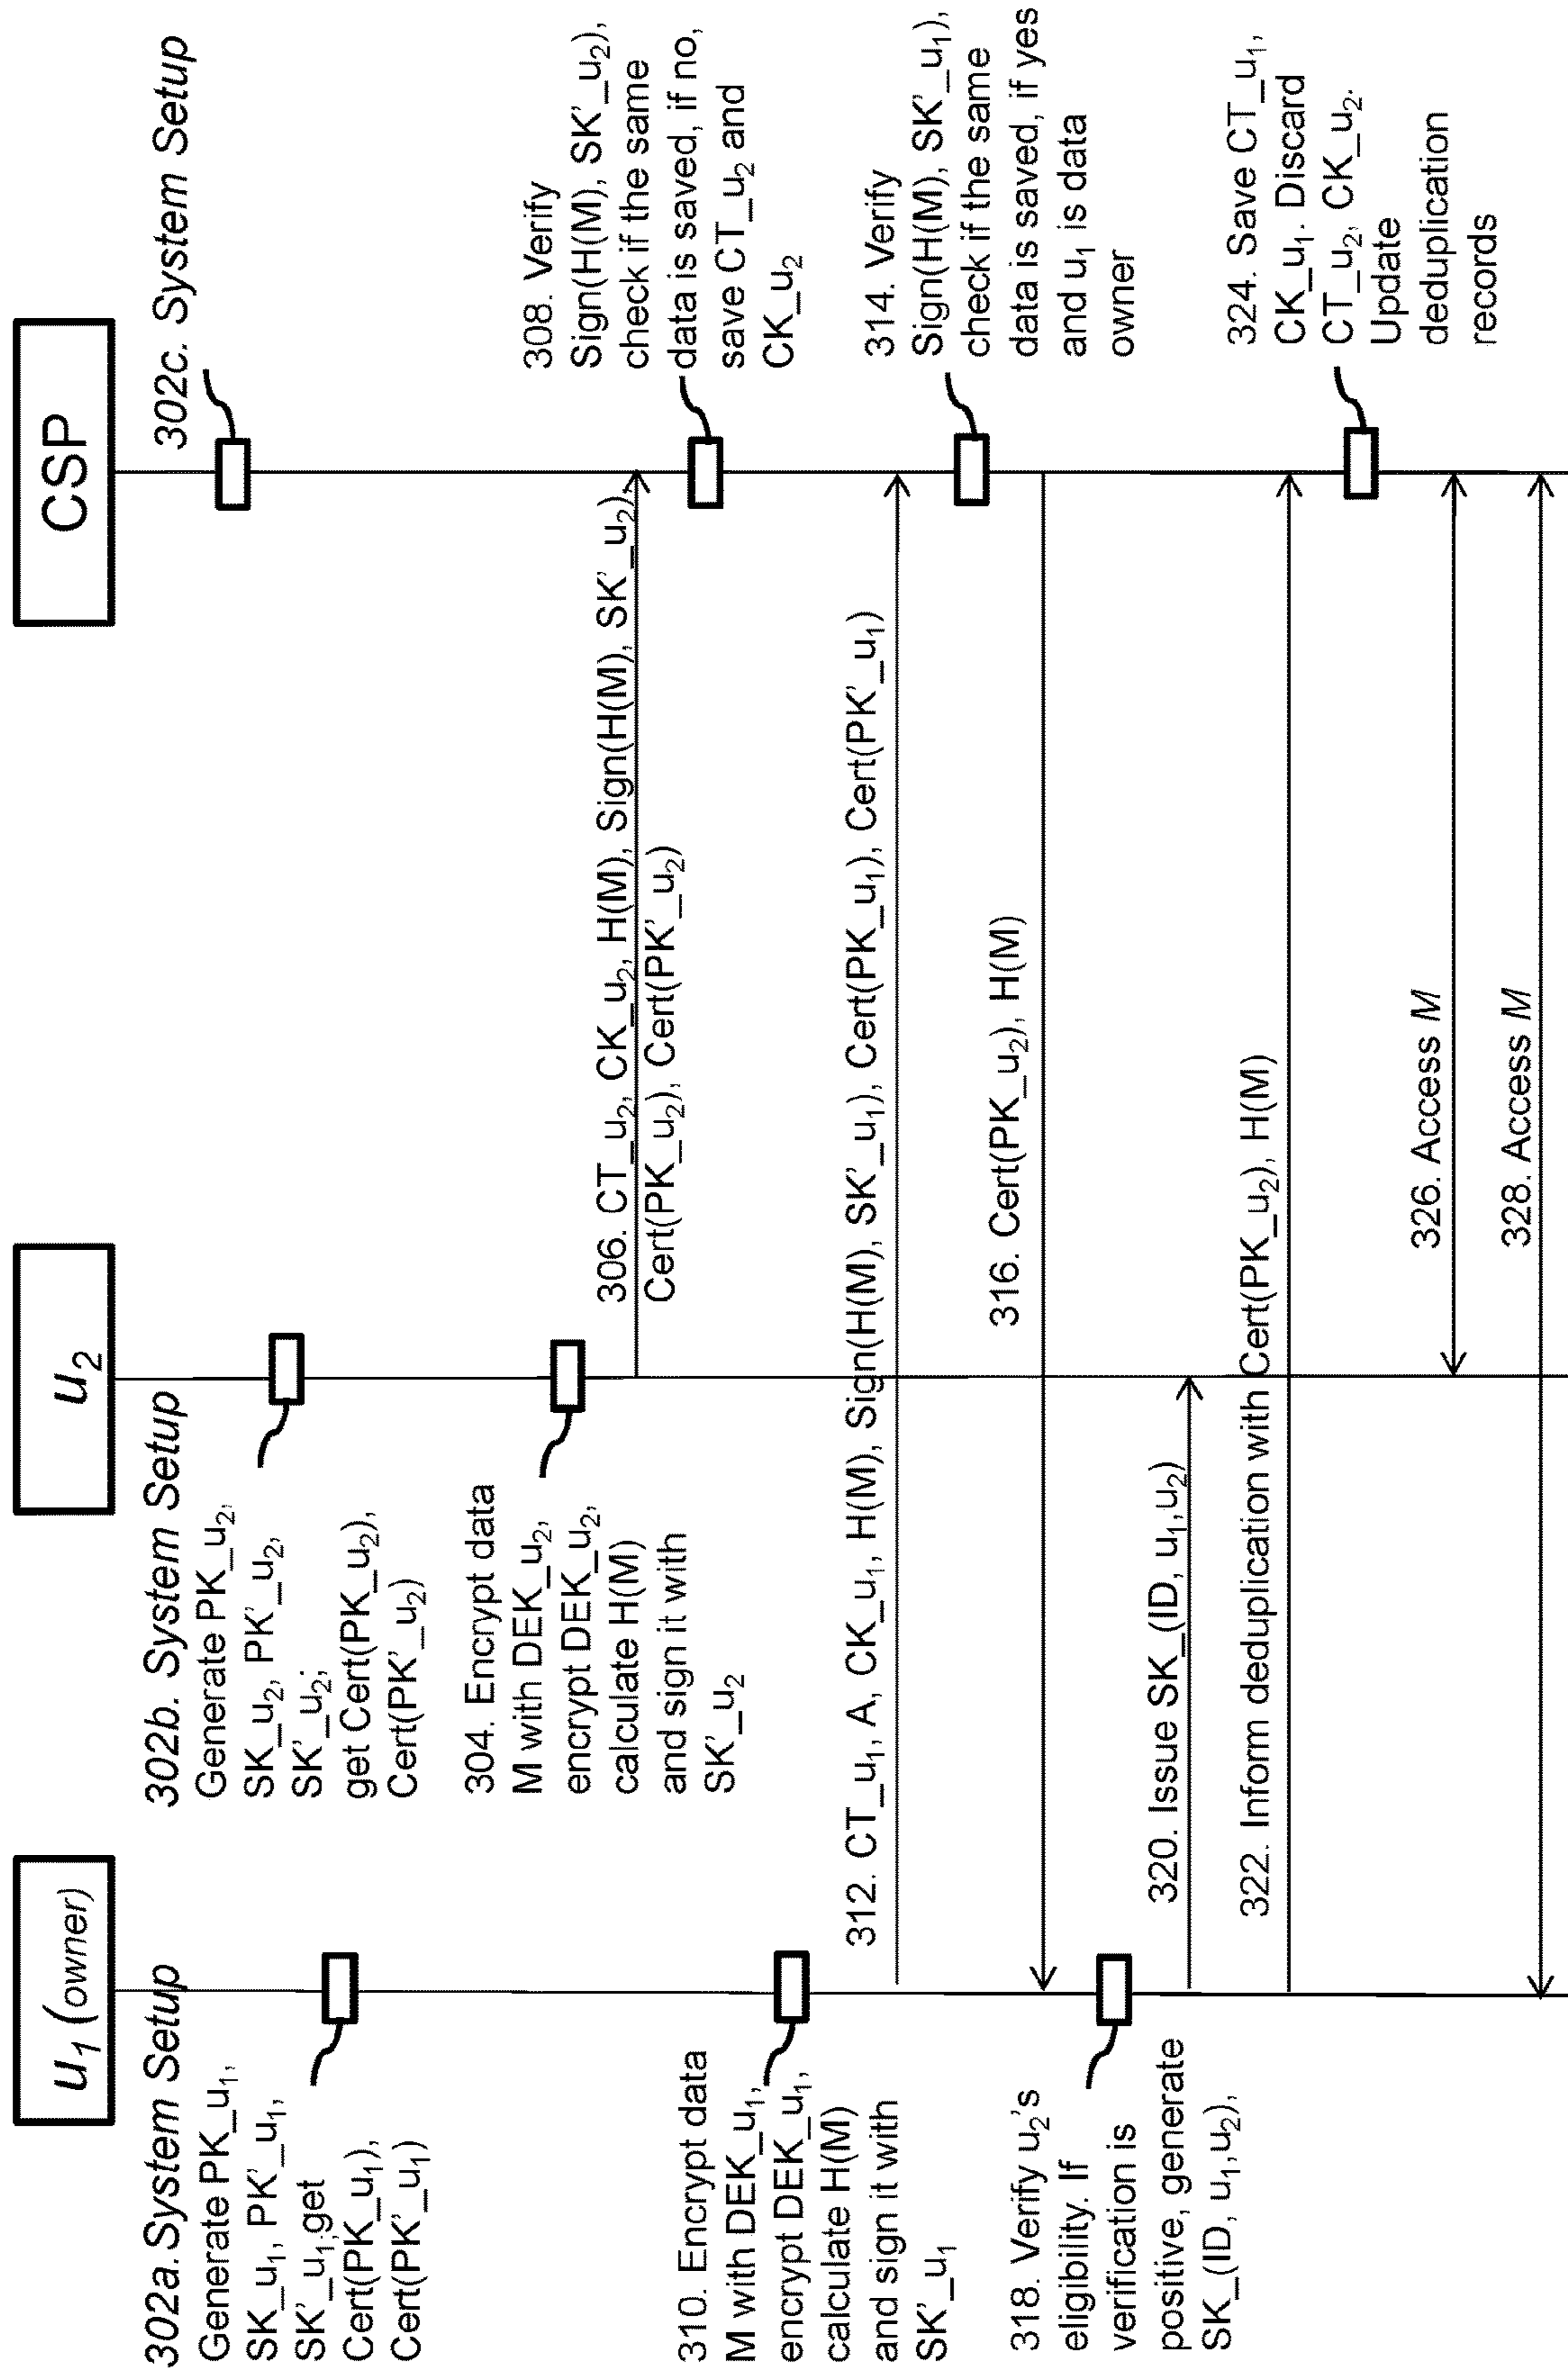 u1 (owner)
u2
CSP
302a.System Setup
Generate PK_u1,
SK_u1, PK'_u1,
SK'_u1;get
Cert(PK_u1),
Cert(PK'_u1)
302b. System Setup
Generate PK_u2,
SK_u2, PK'_u2,
SK'_u2;
get Cert(PK_u2),
Cert(PK'_u2)
302c. System Setup
304. Encrypt data
M with DEK_u2,
encrypt DEK_u2,
calculate H(M)
and sign it with
SK'_u2
306. CT_u2, CK_u2, H(M), Sign(H(M), SK'_u2),
Cert(PK_u2), Cert(PK'_u2)
308. Verify
Sign(H(M), SK'_u2),
check if the same
data is saved, if no,
save CT_u2 and
CK_u2
310. Encrypt data
M with DEK_u1,
encrypt DEK_u1,
calculate H(M)
and sign it with
SK'_u1
312. CT_u1, A, CK_u1, H(M), Sign(H(M), SK'_u1), Cert(PK_u1), Cert(PK'_u1)
314. Verify
Sign(H(M), SK'_u1),
check if the same
data is saved, if yes
and u1 is data
owner
316. Cert(PK_u2), H(M)
318. Verify u2's
eligibility. If
verification is
positive, generate
SK_(ID, u1,u2),
320. Issue SK_(ID, u1,u2)
322. Inform deduplication with Cert(PK_u2), H(M)
324. Save CT_u1,
CK_u1. Discard
CT_u2, CK_u2.
Update
deduplication
records
326. Access M
328. Access M